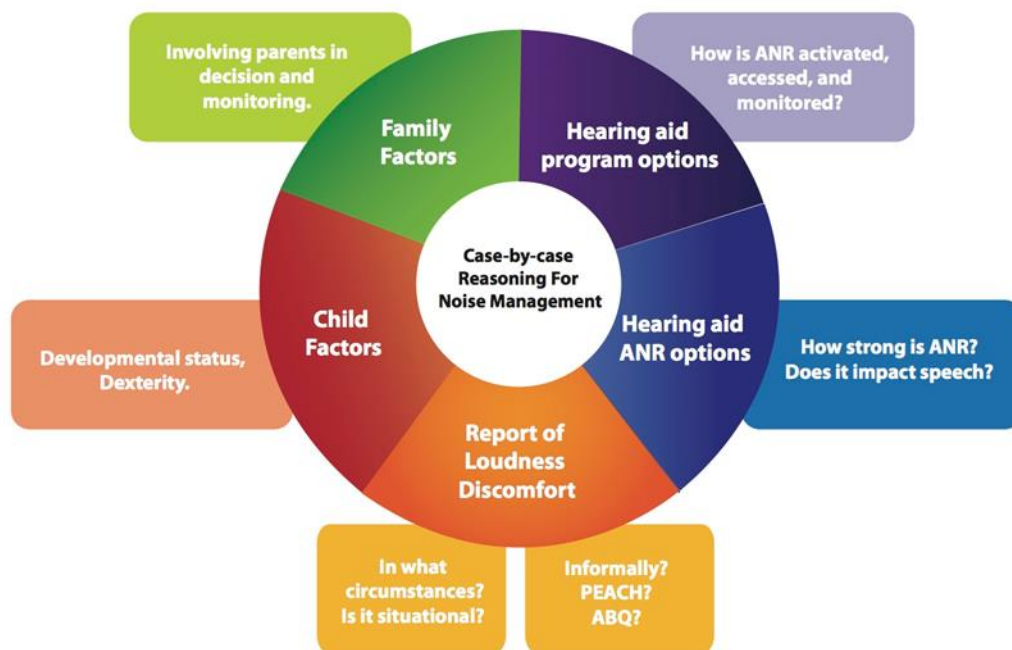 Involving parents in
decision and
monitoring.
How is ANR activated,
accessed, and
monitored?
Family
Factors
Hearing aid
program options
Case-by-case
Reasoning For
Noise Management
Child
Factors
Hearing aid
ANR options
Developmental status,
Dexterity.
How strong is ANR?
Does it impact speech?
Report of
Loudness
Discomfort
In what
circumstances?
Is it situational?
Informally?
PEACH?
ABQ?